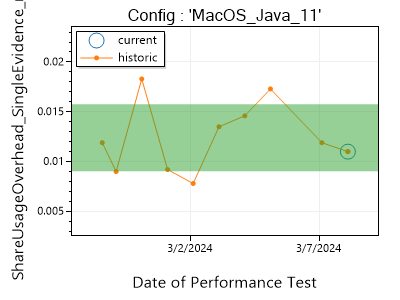 Config : 'MacOS_Java_11'
current
historic
0.02
0.015
0.01
0.005
3/2/2024
3/7/2024
Date of Performance Test
ShareUsageOverhead_SingleEvidence_